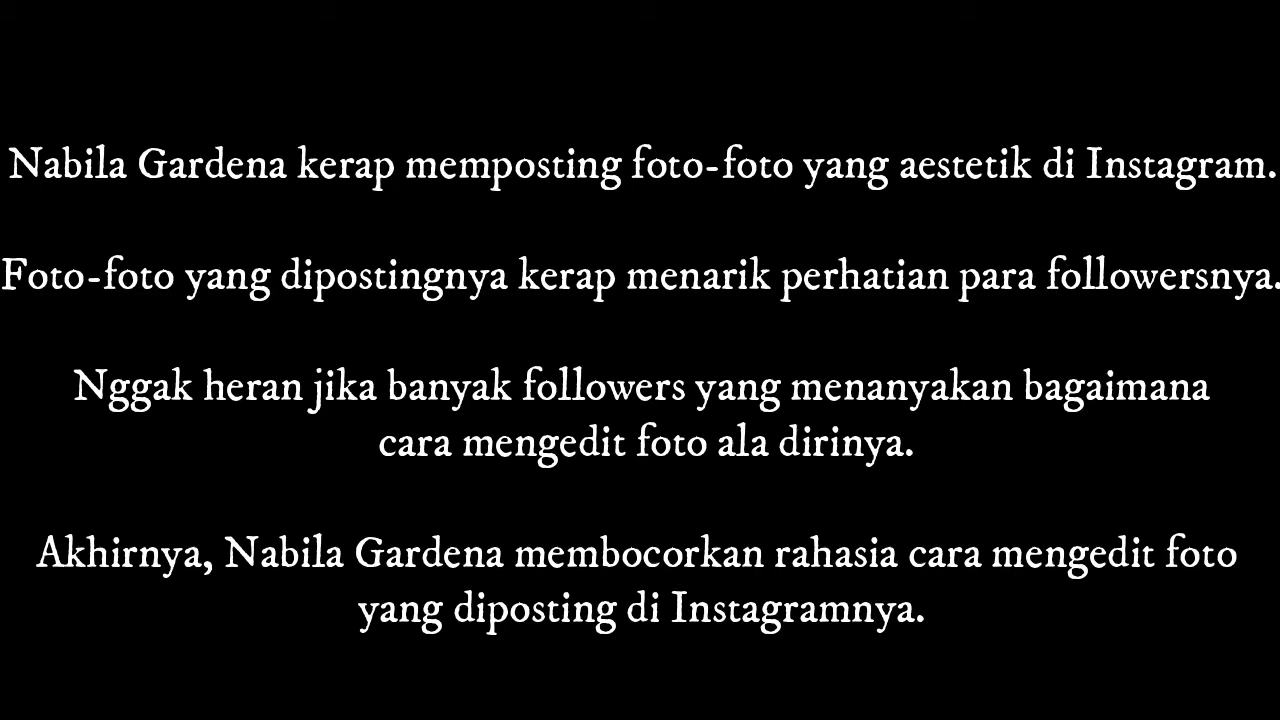 Nabila Gardena kerap memposting foto-foto yang aestetik di Instagram.
Foto-foto yang dipostingnya kerap menarik perhatian para followersnya.
Nggak heran jika banyak followers yang menanyakan bagaimana
cara mengedit foto ala dirinya.
Akhirnya, Nabila Gardena membocorkan rahasia cara mengedit foto
yang diposting di Instagramnya.